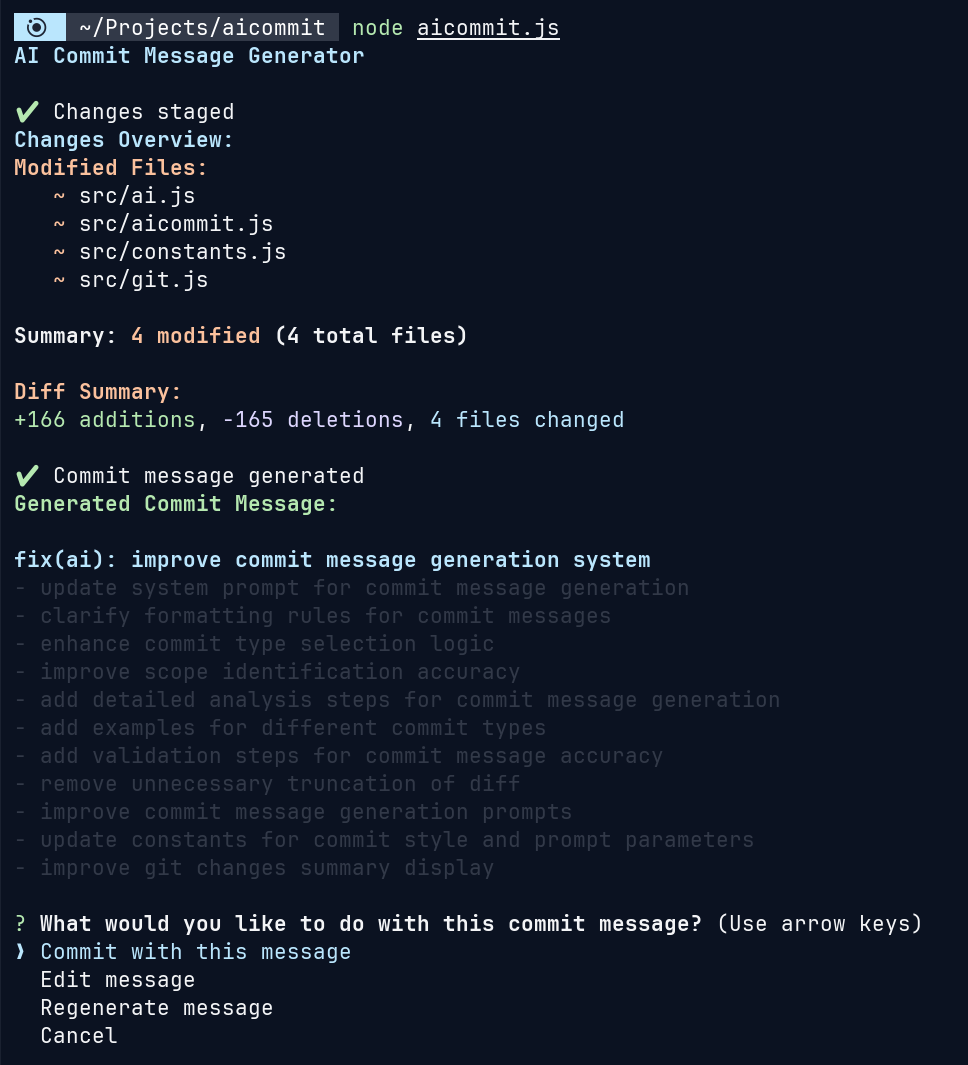 ~/Projects/aicommit node aicommit.js
AI Commit Message Generator
✔ Changes staged
Changes Overview:
Modified Files:
~ src/ai.js
~ src/aicommit.js
~ src/constants.js
~ src/git.js
Summary: 4 modified (4 total files)
Diff Summary:
+166 additions, -165 deletions, 4 files changed
✔ Commit message generated
Generated Commit Message:
fix(ai): improve commit message generation system
- update system prompt for commit message generation
- clarify formatting rules for commit messages
- enhance commit type selection logic
- improve scope identification accuracy
- add detailed analysis steps for commit message generation
- add examples for different commit types
- add validation steps for commit message accuracy
- remove unnecessary truncation of diff
- improve commit message generation prompts
- update constants for commit style and prompt parameters
- improve git changes summary display
? What would you like to do with this commit message? (Use arrow keys)
❯ Commit with this message
Edit message
Regenerate message
Cancel